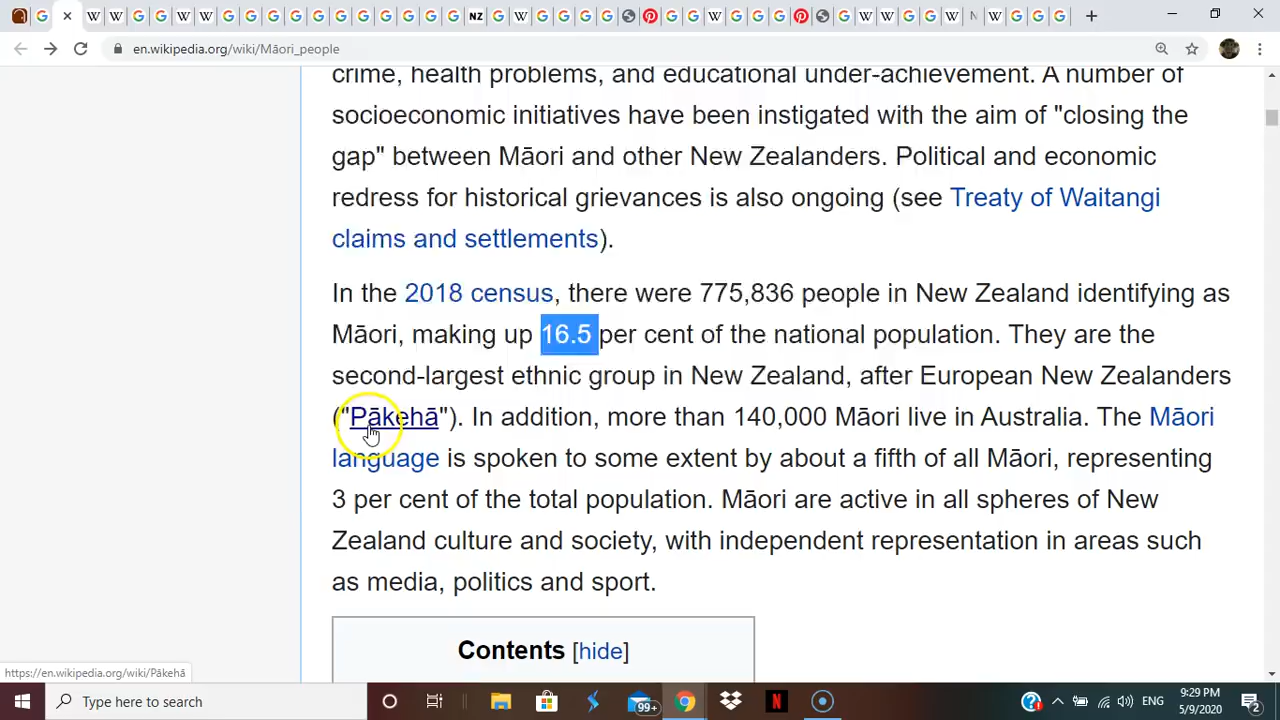 NZ
en.wikipedia.org/wiki/Māori_people
crime, health problems, and educational under-achievement. A number of
socioeconomic initiatives have been instigated with the aim of "closing the
gap" between Māori and other New Zealanders. Political and economic
redress for historical grievances is also ongoing (see Treaty of Waitangi
claims and settlements).
In the 2018 census, there were 775,836 people in New Zealand identifying as
Māori, making up 16.5 per cent of the national population. They are the
second-largest ethnic group in New Zealand, after European New Zealanders
("Pākehā"). In addition, more than 140,000 Māori live in Australia. The Māori
language is spoken to some extent by about a fifth of all Māori, representing
3 per cent of the total population. Māori are active in all spheres of New
Zealand culture and society, with independent representation in areas such
as media, politics and sport.
Contents [hide]
https://en.wikipedia.org/wiki/Pākehā
Type here to search
99+
ENG
9:29 PM
5/9/2020
2